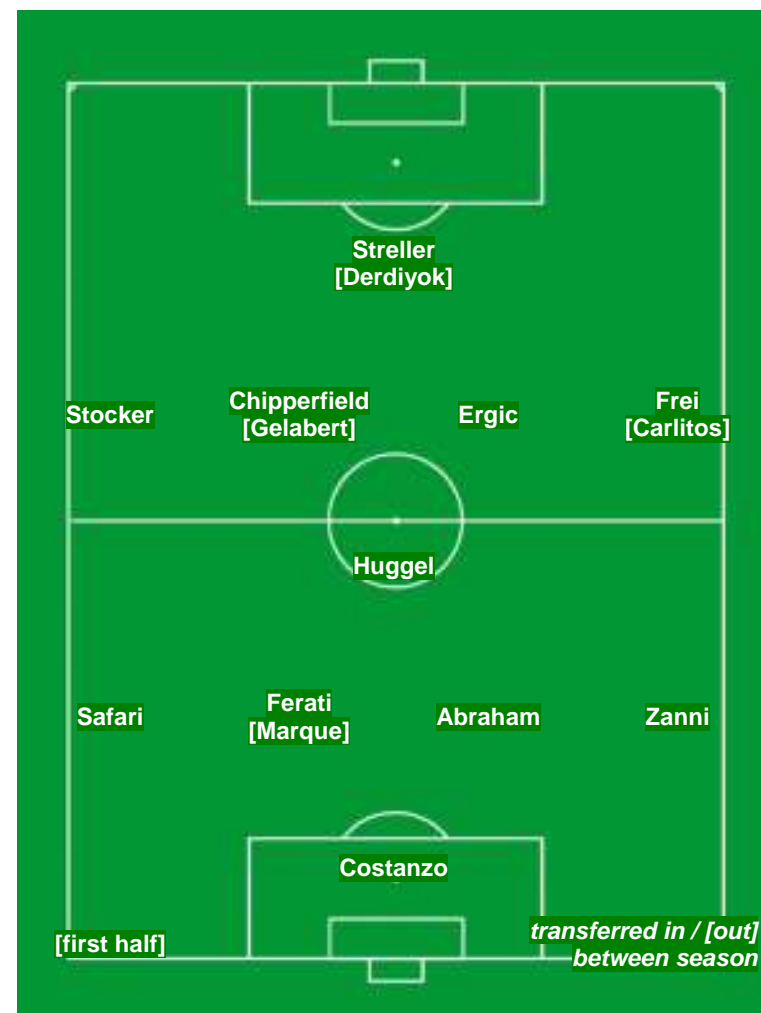 Streller
[Derdiyok]
Stocker
Chipperfield
[Gelabert]
Ergic
Frei
[Carlitos]
Huggel
Safari
Ferati
[Marque]
Abraham
Zanni
Costanzo
[first half]
transferred in / [out]
between season